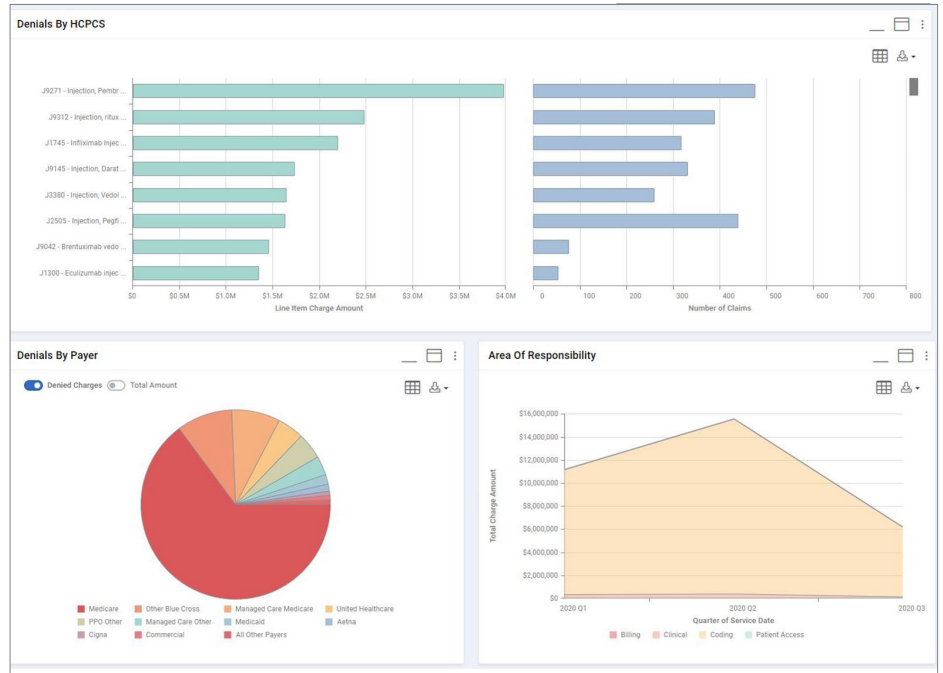 Denials By HCPCS
J9271 - Injection, Pembr ...
J9312 - Injection, ritux ...
J1745 - Infliximab Injec ...
J9145 - Injection, Darat ...
J3380 - Injection, Vedol ...
J2505 - Injection, Pegfi ...
J9042 - Brentuximab vedo ...
J1300 - Eculizumab injec ...
$0 $0.5M $1.0M $1.5M $2.0M $2.5M $3.0M $3.5M $4.0M
Line Item Charge Amount
0 100 200 300 400 500 600 700 800
Number of Claims
Denials By Payer
Denied Charges Total Amount
Medicare Other Blue Cross Managed Care Medicare United Healthcare
PPO Other Managed Care Other Medicaid Aetna
Cigna Commercial All Other Payers
Area Of Responsibility
Total Charge Amount
$16,000,000
$14,000,000
$12,000,000
$10,000,000
$8,000,000
$6,000,000
$4,000,000
$2,000,000
$0
2020 Q1 2020 Q2 2020 Q3
Quarter of Service Date
Billing Clinical Coding Patient Access